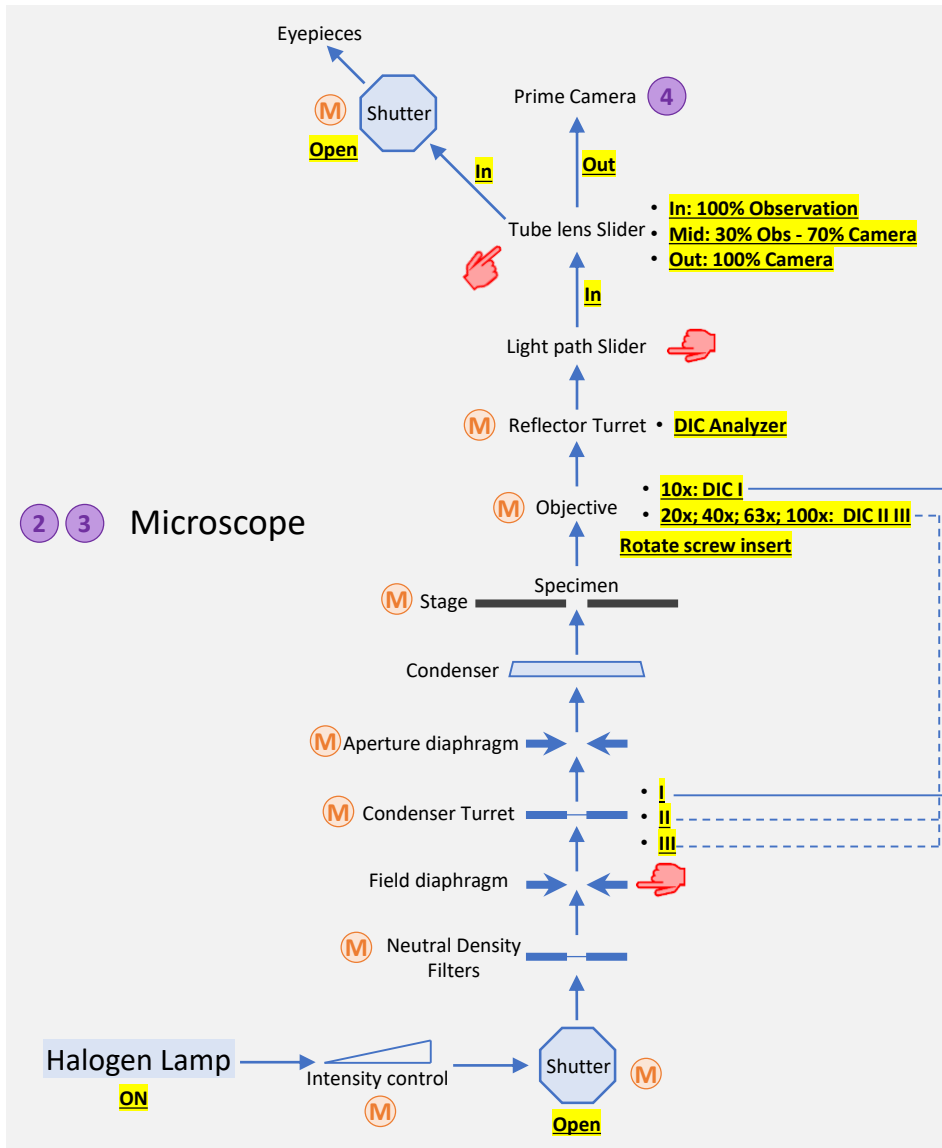 Eyepieces
M
Shutter
Open
Prime Camera 4
In
Out
Tube lens Slider
• In: 100% Observation
• Mid: 30% Obs - 70% Camera
• Out: 100% Camera
In
Light path Slider
M Reflector Turret • DIC Analyzer
M Objective
• 10x: DIC I
• 20x; 40x; 63x; 100x: DIC II III
Rotate screw insert
2 3 Microscope
Specimen
M Stage
Condenser
M Aperture diaphragm
M Condenser Turret
• I
• II
• III
Field diaphragm
M Neutral Density
Filters
Halogen Lamp
ON
Intensity control
M
Shutter M
Open